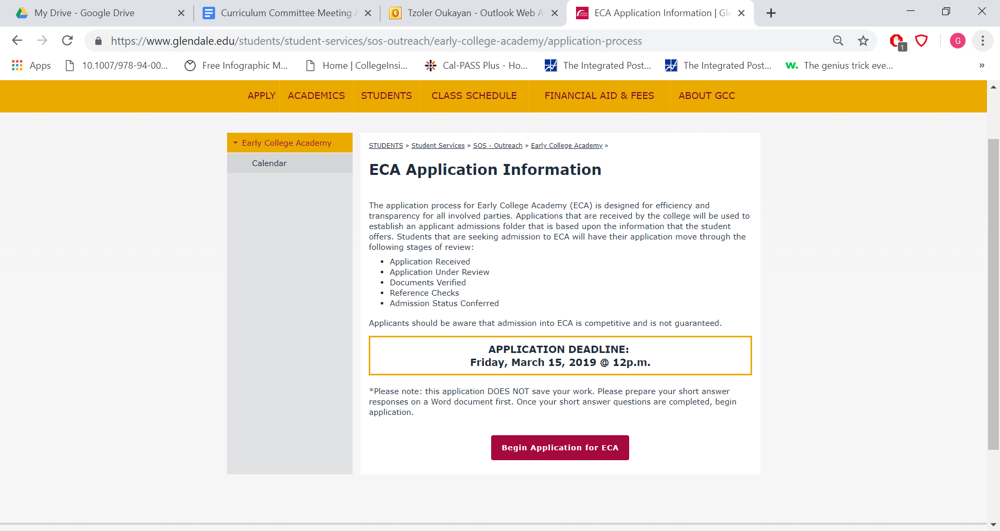 My Drive - Google Drive
Curriculum Committee Meeting
Tzoler Oukayan - Outlook Web A
ECA Application Information | Gle
https://www.glendale.edu/students/student-services/sos-outreach/early-college-academy/application-process
1
G
Apps
10.1007/978-94-00...
Free Infographic M...
Home | CollegeInsi...
Cal-PASS Plus - Ho...
The Integrated Post...
The Integrated Post...
w. The genius trick eve...
»
APPLY ACADEMICS STUDENTS CLASS SCHEDULE FINANCIAL AID & FEES ABOUT GCC
Early College Academy
Calendar
STUDENTS » Student Services » SOS - Outreach » Early College Academy »
ECA Application Information
The application process for Early College Academy (ECA) is designed for efficiency and
transparency for all involved parties. Applications that are received by the college will be used to
establish an applicant admissions folder that is based upon the information that the student
offers. Students that are seeking admission to ECA will have their application move through the
following stages of review:
• Application Received
• Application Under Review
• Documents Verified
• Reference Checks
• Admission Status Conferred
Applicants should be aware that admission into ECA is competitive and is not guaranteed.
APPLICATION DEADLINE:
Friday, March 15, 2019 @ 12p.m.
*Please note: this application DOES NOT save your work. Please prepare your short answer
responses on a Word document first. Once your short answer questions are completed, begin
application.
Begin Application for ECA